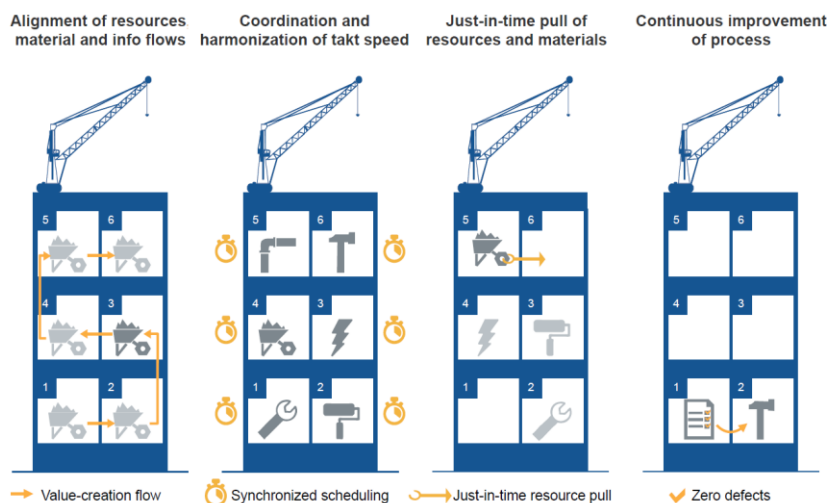 Alignment of resources
material and info flows
Coordination and
harmonization of takt speed
Just-in-time pull of
resources and materials
Continuous improvement
of process
5 6
4 3
1 2
5 6
4 3
1 2
5 6
4 3
1 2
5 6
4 3
1 2
Value-creation flow
Synchronized scheduling
Just-in-time resource pull
Zero defects